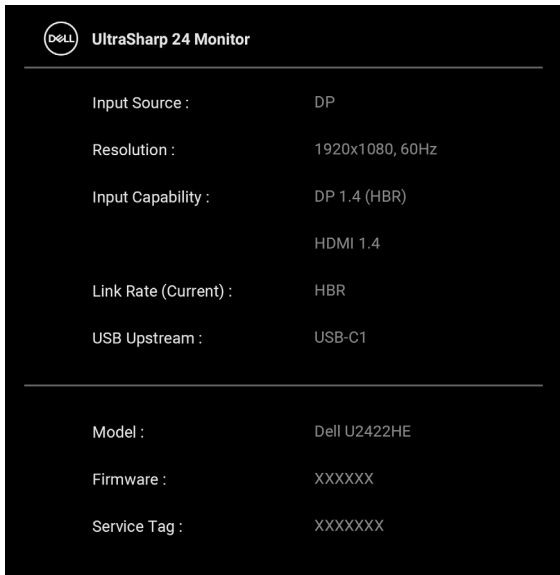 DELL UltraSharp 24 Monitor
Input Source : DP
Resolution : 1920x1080, 60Hz
Input Capability : DP 1.4 (HBR)
HDMI 1.4
Link Rate (Current) : HBR
USB Upstream : USB-C1
Model : Dell U2422HE
Firmware : XXXXXX
Service Tag : XXXXXXX